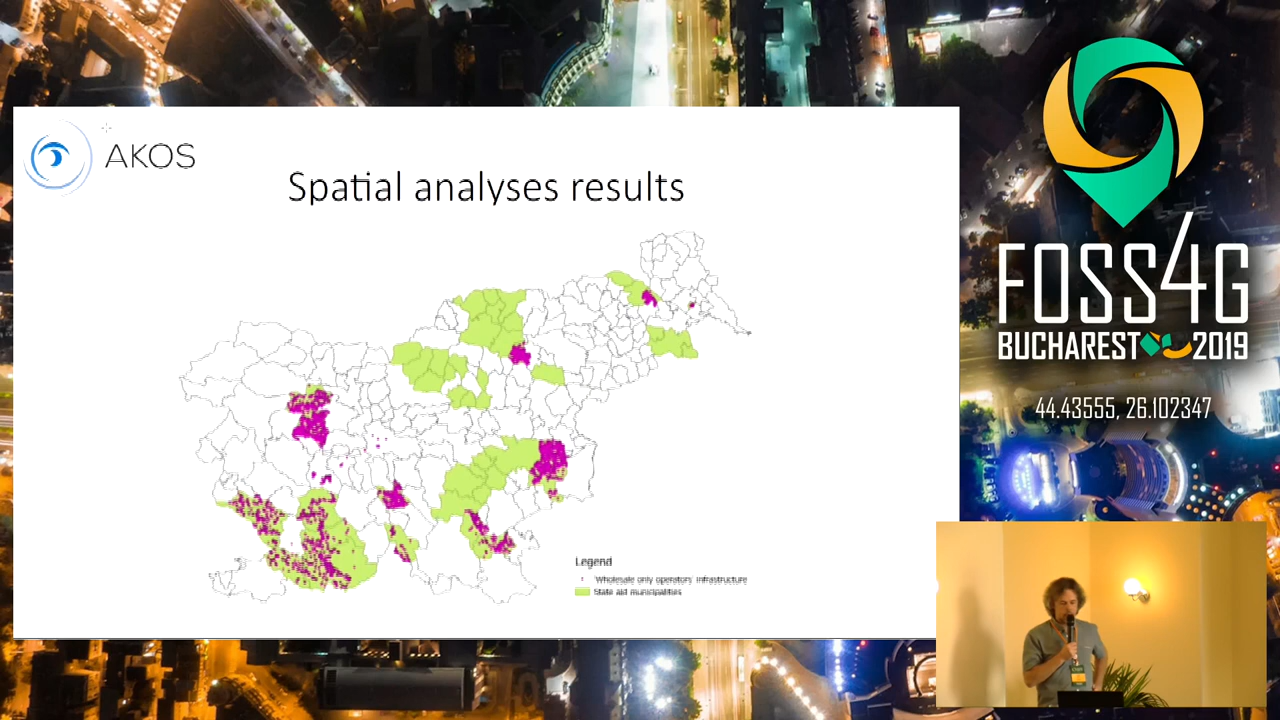 AKOS
Spatial analyses results
Legend
Wholesale only operators' infrastructure
State aid municipalities
FOSS4G
BUCHAREST 2019
44.43555, 26.102347